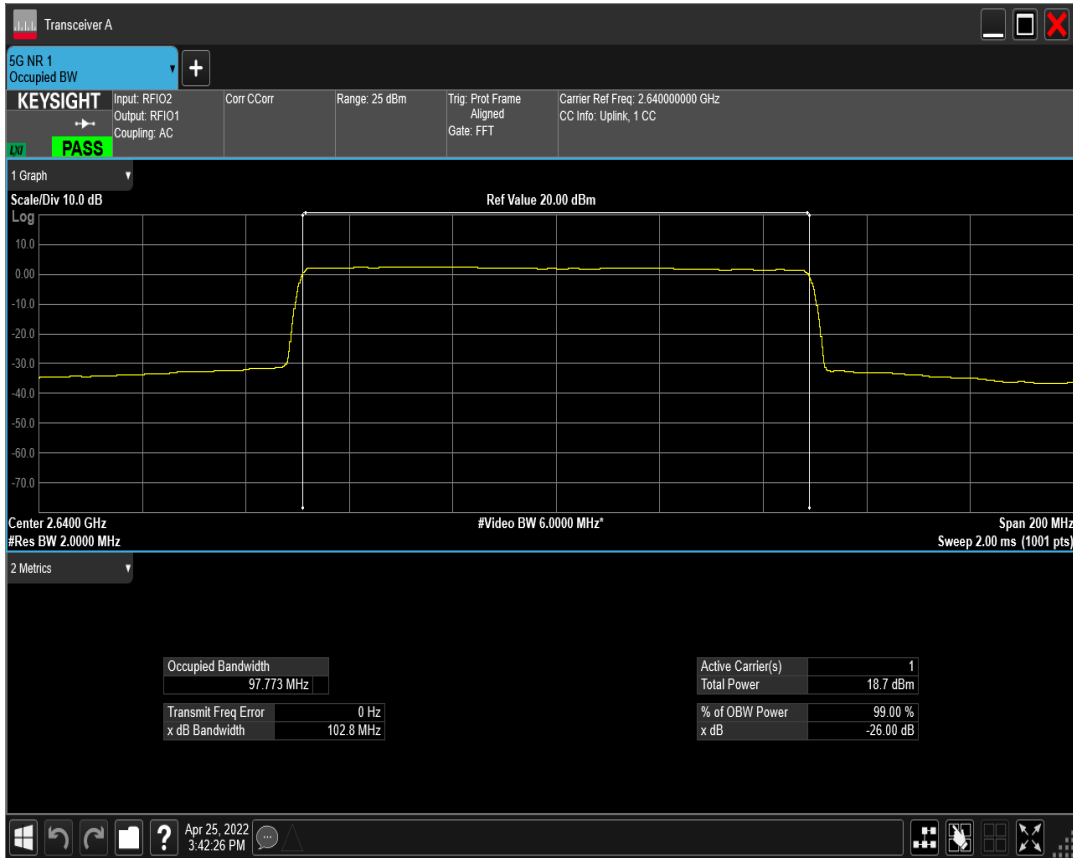 Transceiver A
5G NR 1
Occupied BW
KEYSIGHT
LXI
PASS
Input: RFIO2
Output: RFIO1
Coupling: AC
Corr CCorr
Range: 25 dBm
Trig: Prot Frame
Aligned
Gate: FFT
Carrier Ref Freq: 2.640000000 GHz
CC Info: Uplink, 1 CC
1 Graph
Scale/Div 10.0 dB
Ref Value 20.00 dBm
Log
10.0
0.00
-10.0
-20.0
-30.0
-40.0
-50.0
-60.0
-70.0
Center 2.6400 GHz
#Video BW 6.0000 MHz*
Span 200 MHz
#Res BW 2.0000 MHz
Sweep 2.00 ms (1001 pts)
2 Metrics
Occupied Bandwidth
97.773 MHz
Transmit Freq Error 0 Hz
x dB Bandwidth 102.8 MHz
Active Carrier(s) 1
Total Power 18.7 dBm
% of OBW Power 99.00 %
x dB -26.00 dB
?
Apr 25, 2022
3:42:26 PM